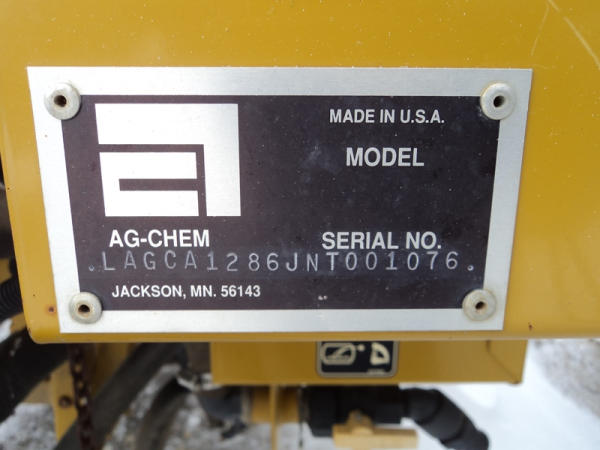 MADE IN U.S.A.
MODEL
AG-CHEM
SERIAL NO.
.LAGCA1286JNT001076.
JACKSON, MN. 56143